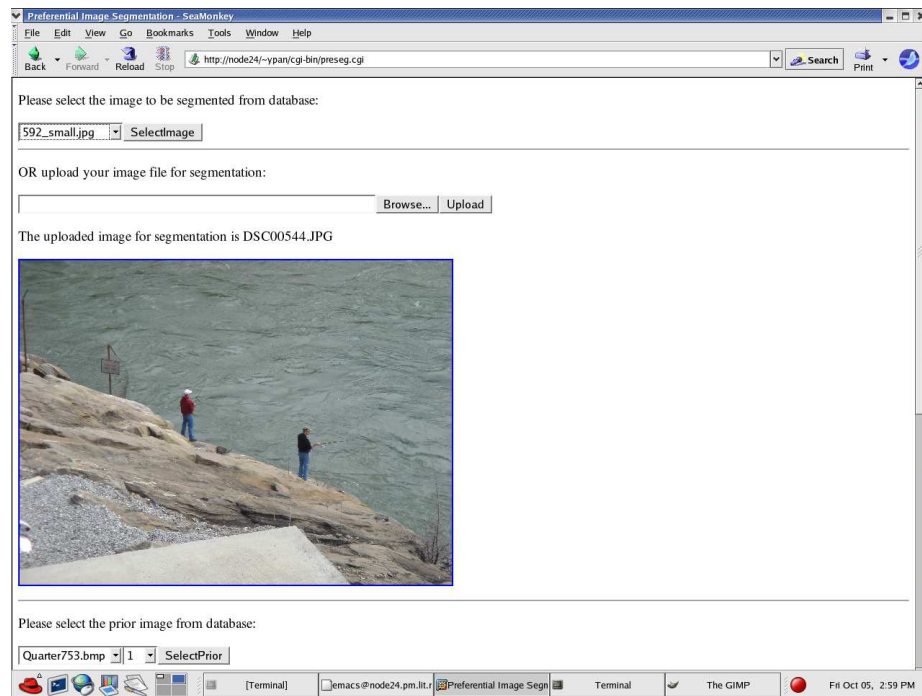 Preferential Image Segmentation - SeaMonkey
File Edit View Go Bookmarks Tools Window Help
Back Forward Reload Stop http://node24/~ypan/cgi-bin/preseg.cgi Search Print
Please select the image to be segmented from database:
592_small.jpg SelectImage
OR upload your image file for segmentation:
Browse... Upload
The uploaded image for segmentation is DSC00544.JPG
Please select the prior image from database:
Quarter753.bmp 1 SelectPrior
[Terminal] emacs@node24.pm.lit.r Preferential Image Segn Terminal The GIMP Fri Oct 05, 2:59 PM